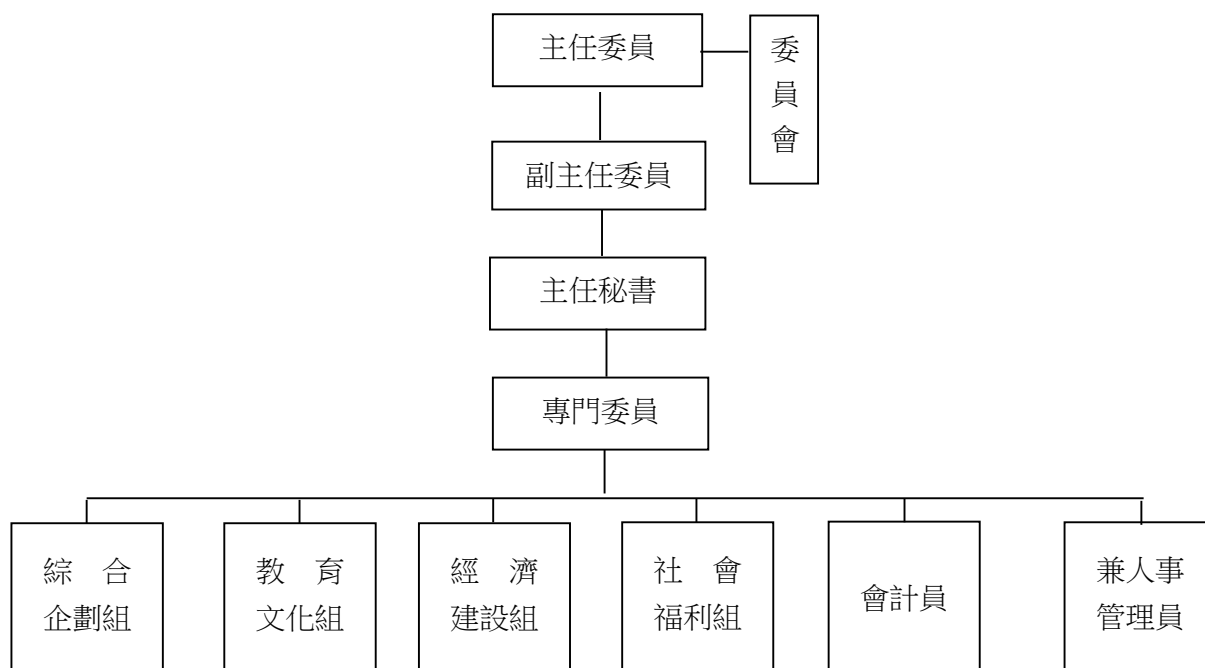 主任委員
委員會
副主任委員
主任秘書
專門委員
綜　合
企劃組
教　育
文化組
經　濟
建設組
社　會
福利組
會計員
兼人事
管理員